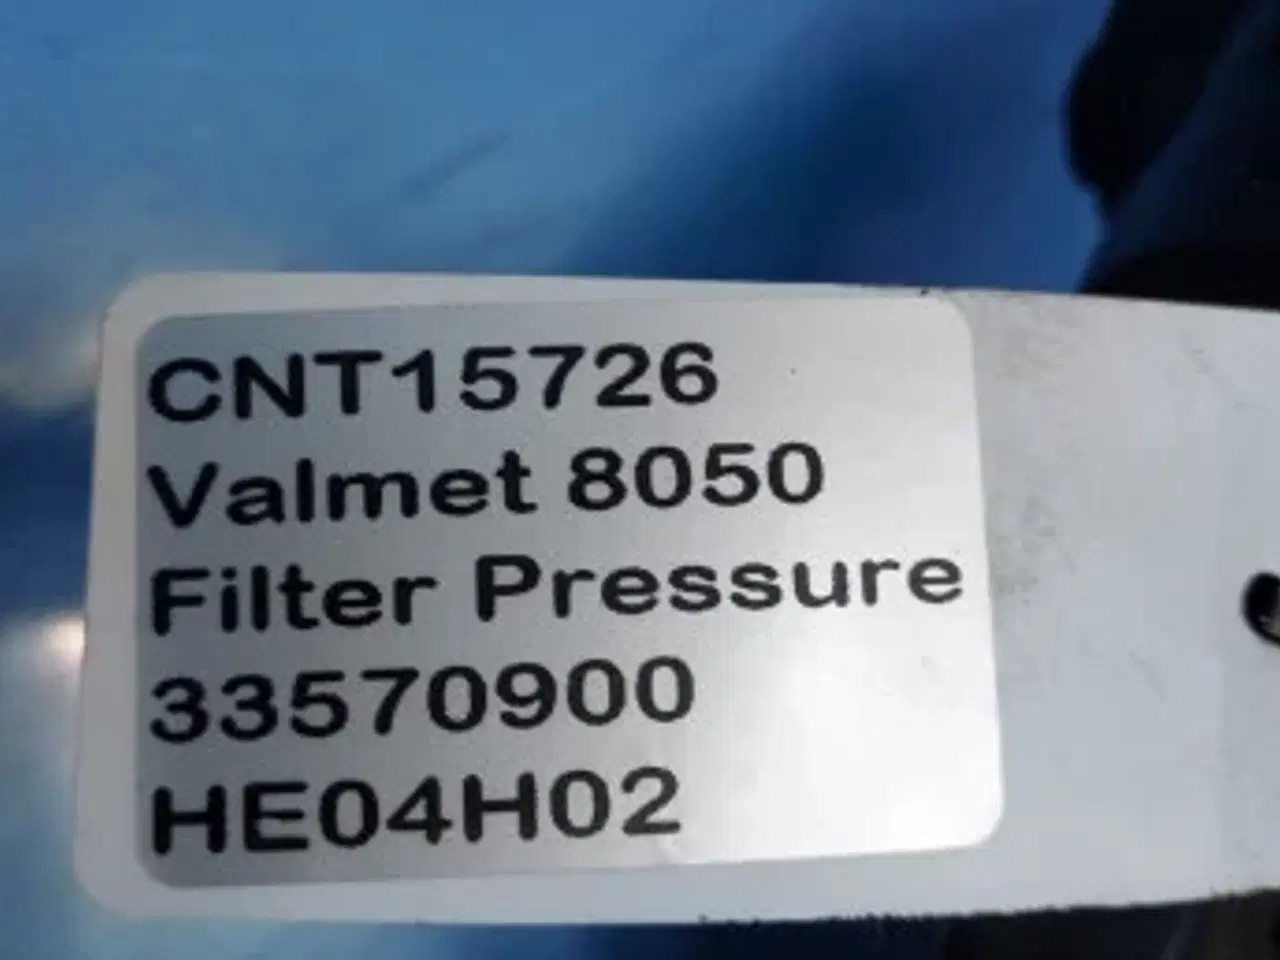 CNT15726
Valmet 8050
Filter Pressure
33570900
HE04H02